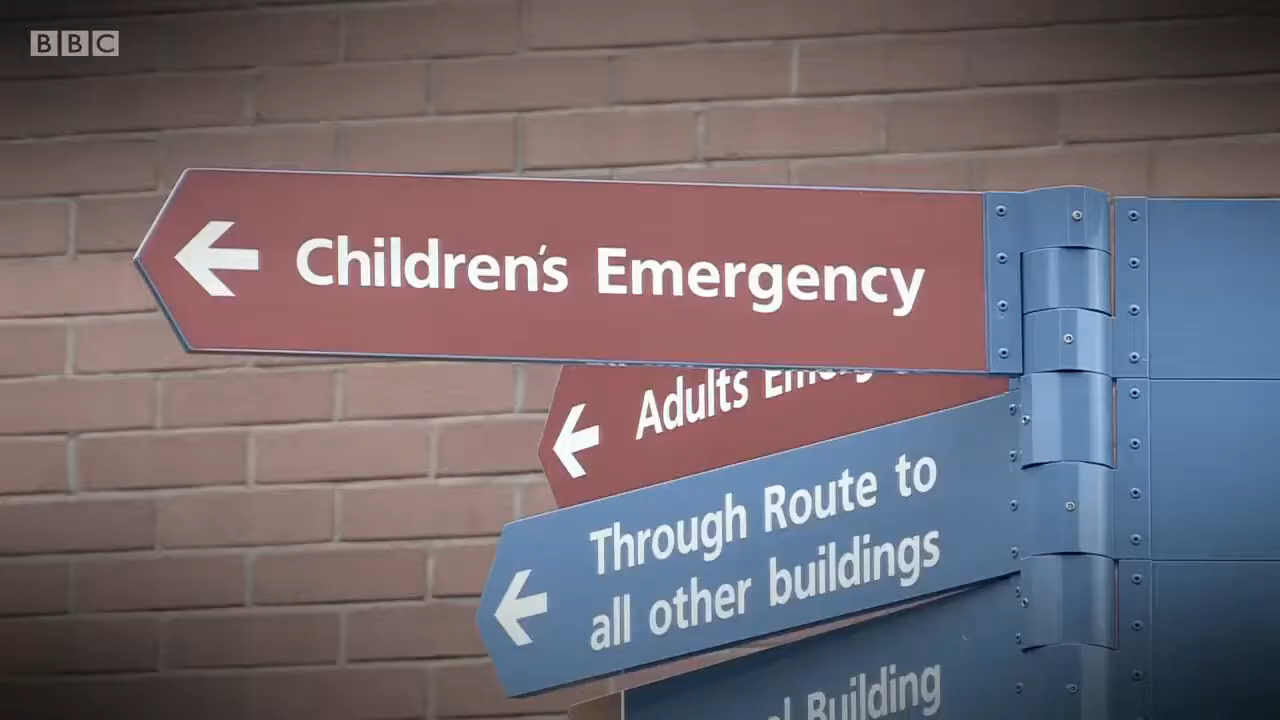 BBC
Children's Emergency
Adults
Through Route to
all other buildings
Building